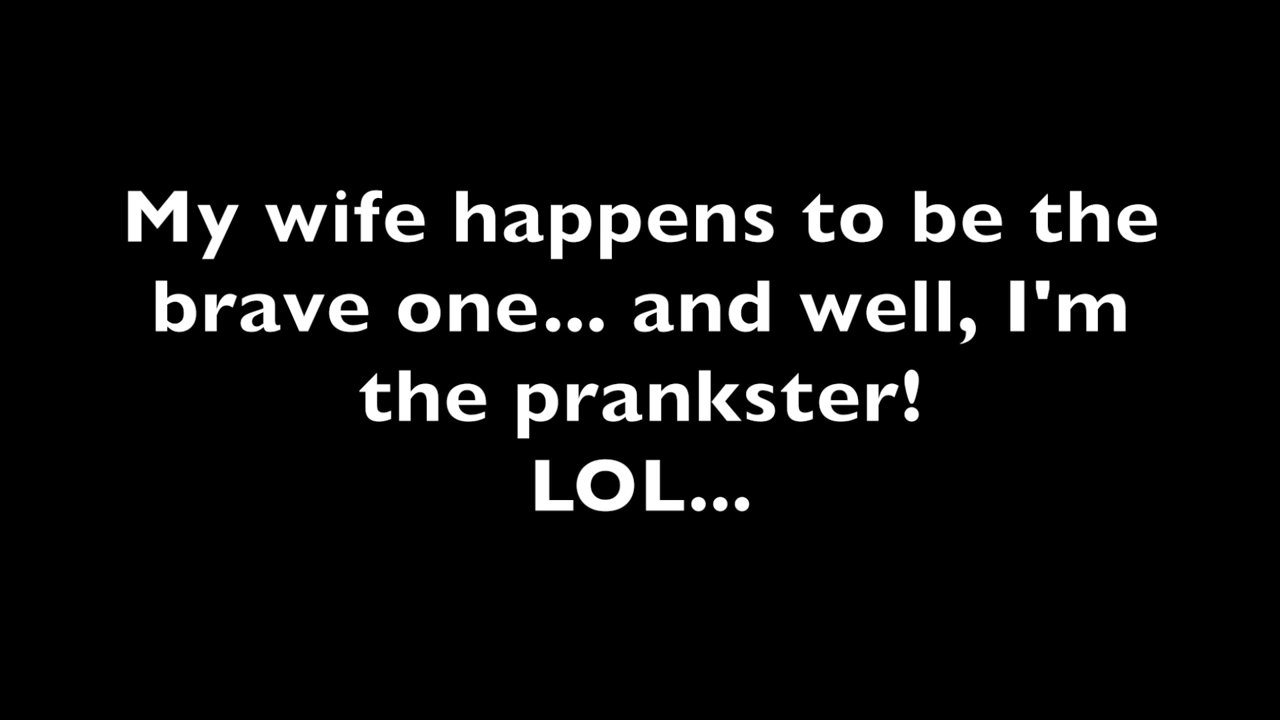 My wife happens to be the
brave one... and well, I'm
the prankster!
LOL...